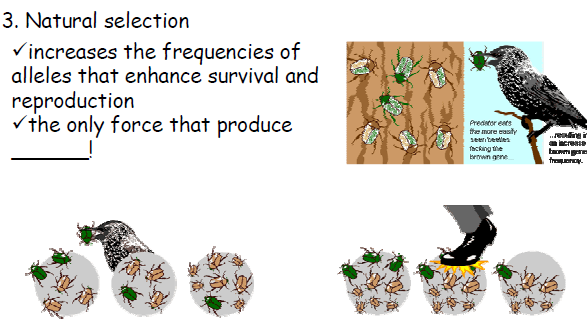 3. Natural selection
✓increases the frequencies of
alleles that enhance survival and
reproduction
✓the only force that produce
_______!
Predator eats
the more easily
seen beetles
lacking the
brown gene...
...resulting in
an increase
brown gene
frequency.